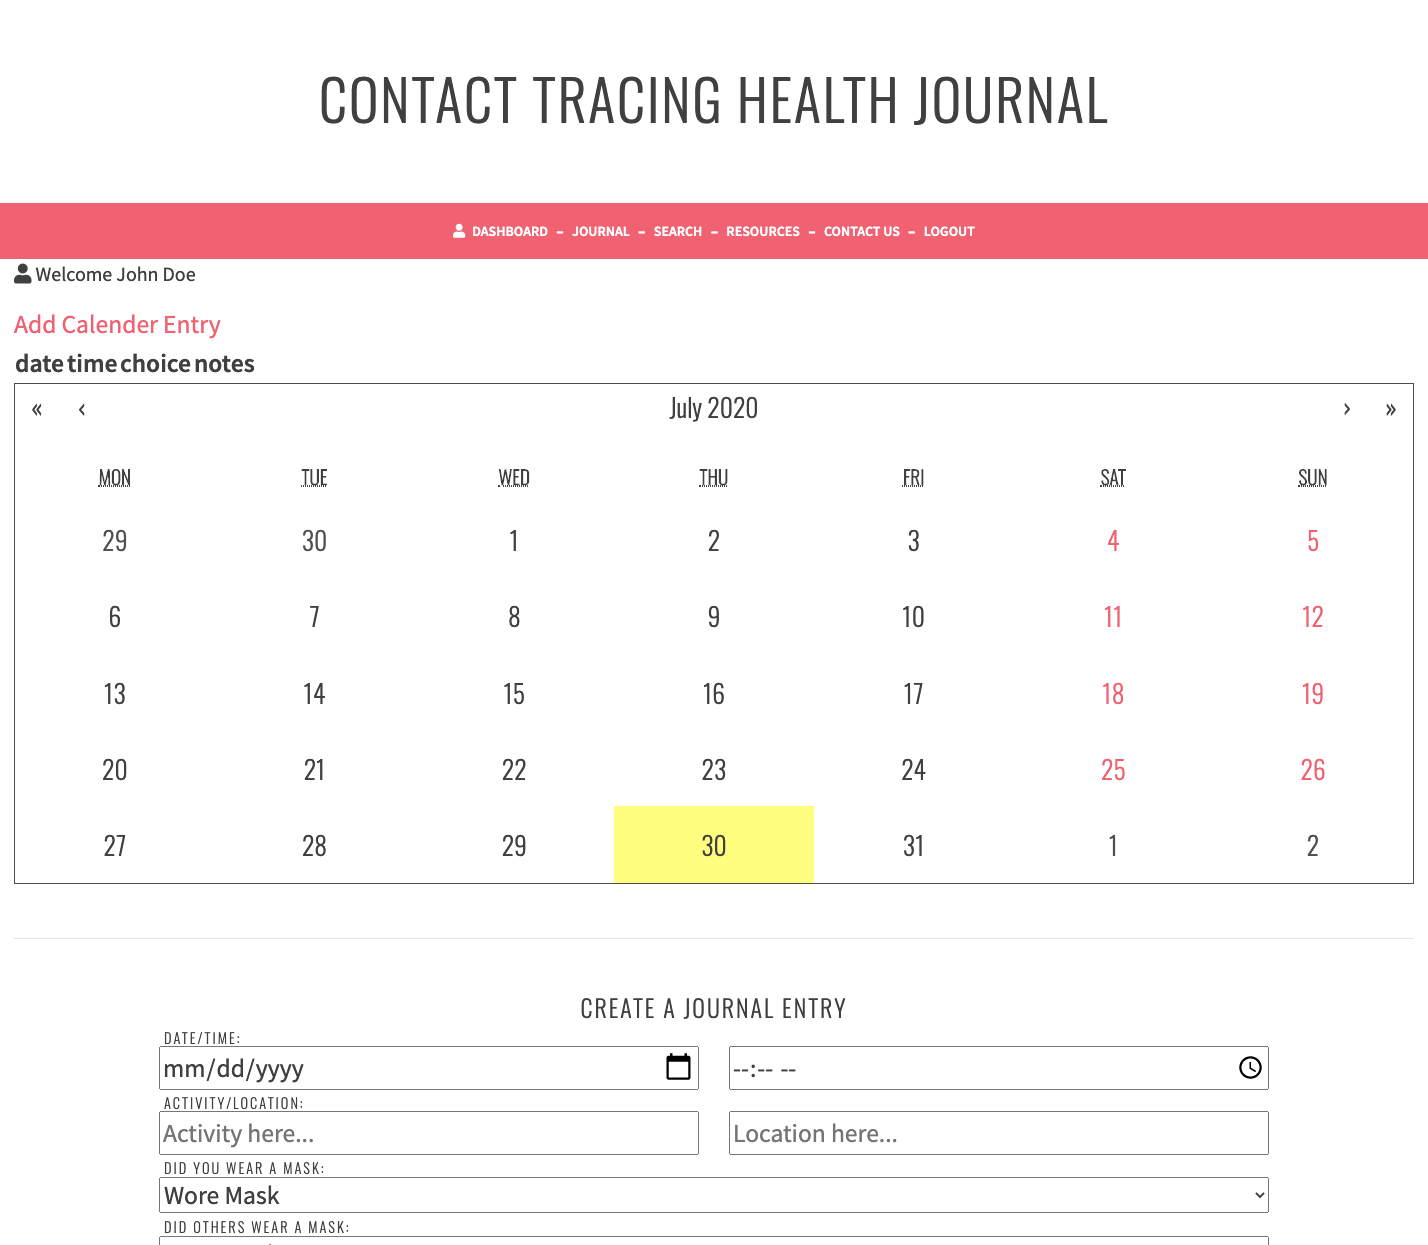 CONTACT TRACING HEALTH JOURNAL
DASHBOARD – JOURNAL – SEARCH – RESOURCES – CONTACT US – LOGOUT
Welcome John Doe
Add Calender Entry
date time choice notes
« ‹ July 2020 › »
MON TUE WED THU FRI SAT SUN
29 30 1 2 3 4 5
6 7 8 9 10 11 12
13 14 15 16 17 18 19
20 21 22 23 24 25 26
27 28 29 30 31 1 2
CREATE A JOURNAL ENTRY
DATE/TIME:
mm/dd/yyyy --:-- --
ACTIVITY/LOCATION:
Activity here... Location here...
DID YOU WEAR A MASK:
Wore Mask
DID OTHERS WEAR A MASK: